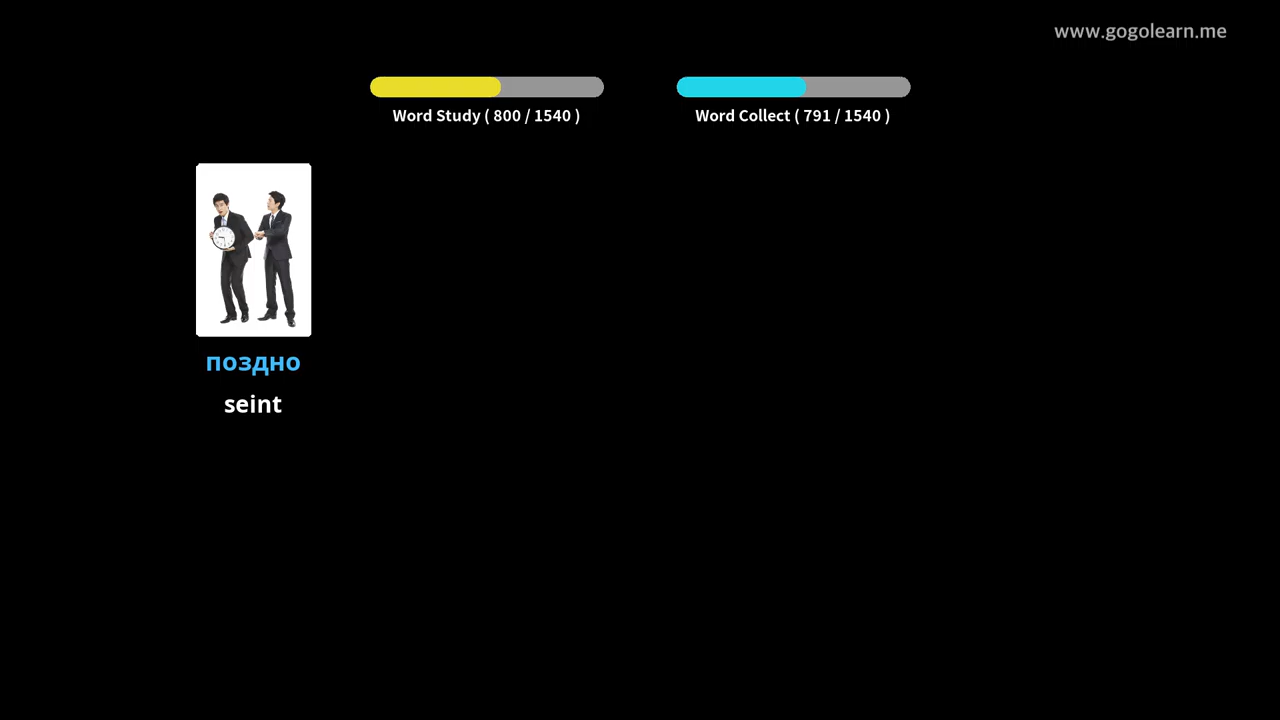 www.gogolearn.me
Word Study ( 800 / 1540 )
Word Collect ( 791 / 1540 )
поздно
seint